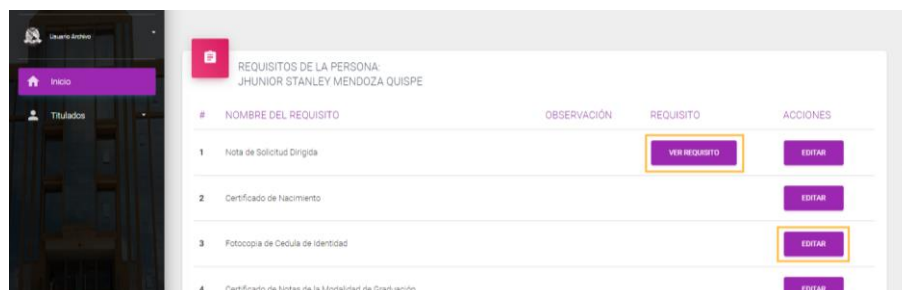 Usuario Archivo
Inicio
Titulados
REQUISITOS DE LA PERSONA:
JHUNIOR STANLEY MENDOZA QUISPE
# NOMBRE DEL REQUISITO OBSERVACIÓN REQUISITO ACCIONES
1 Nota de Solicitud Dirigida VER REQUISITO EDITAR
2 Certificado de Nacimiento EDITAR
3 Fotocopia de Cedula de Identidad EDITAR
4 Certificado de Notas de la Modalidad de Graduación EDITAR